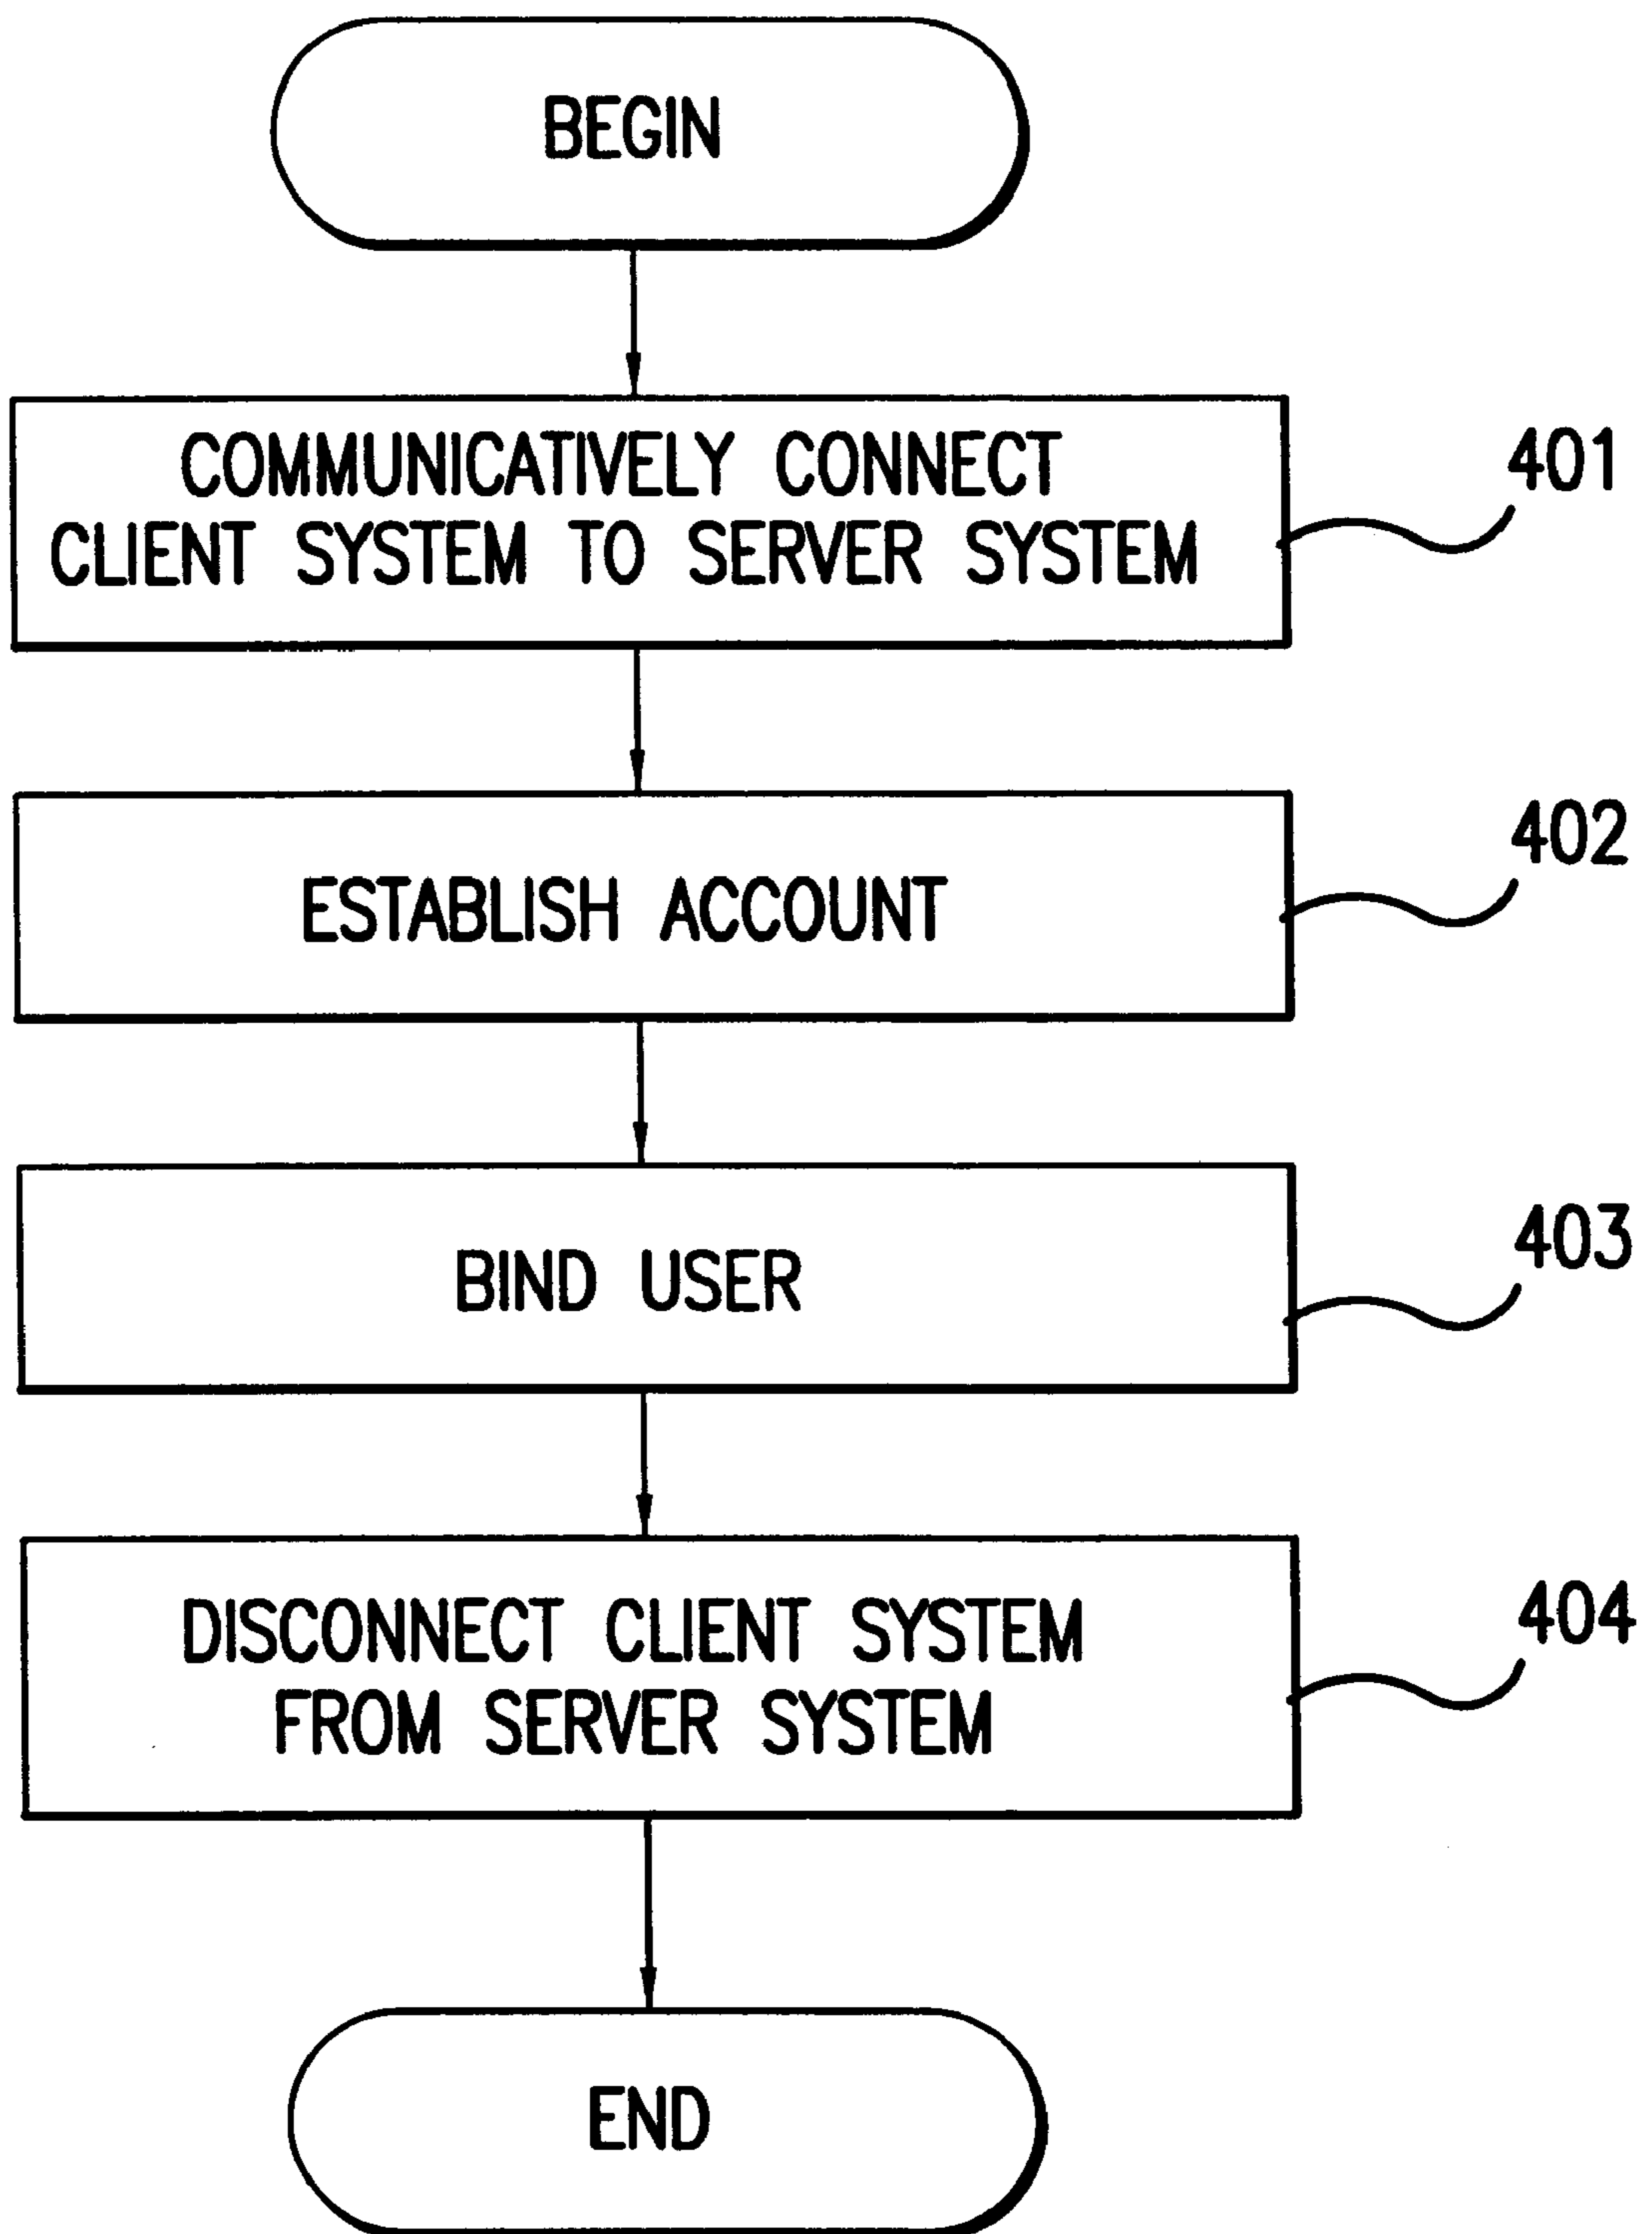 BEGIN
COMMUNICATIVELY CONNECT
CLIENT SYSTEM TO SERVER SYSTEM
401
ESTABLISH ACCOUNT
402
BIND USER
403
DISCONNECT CLIENT SYSTEM
FROM SERVER SYSTEM
404
END